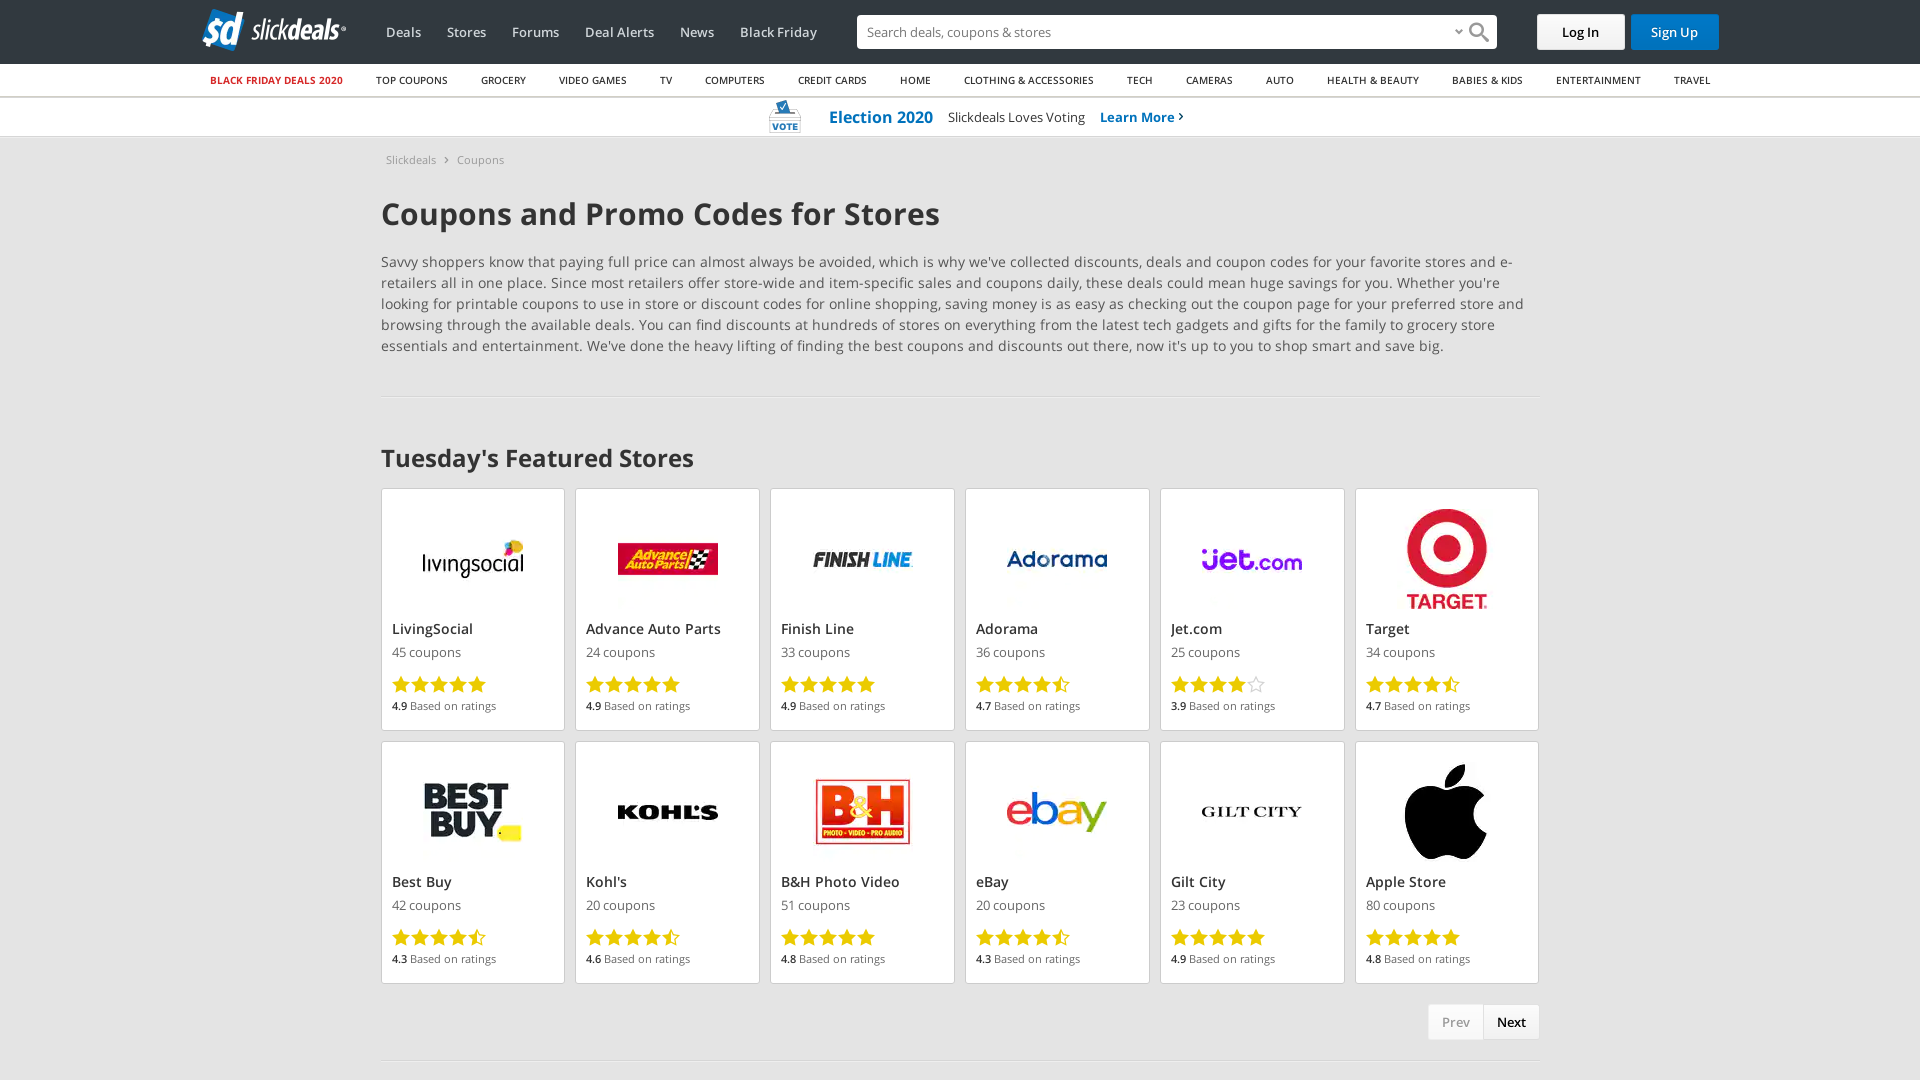 sd slickdeals
Deals Stores Forums Deal Alerts News Black Friday
Search deals, coupons & stores
Log In Sign Up
BLACK FRIDAY DEALS 2020 TOP COUPONS GROCERY VIDEO GAMES TV COMPUTERS CREDIT CARDS HOME CLOTHING & ACCESSORIES TECH CAMERAS AUTO HEALTH & BEAUTY BABIES & KIDS ENTERTAINMENT TRAVEL
VOTE Election 2020 Slickdeals Loves Voting Learn More
Slickdeals › Coupons
Coupons and Promo Codes for Stores
Savvy shoppers know that paying full price can almost always be avoided, which is why we've collected discounts, deals and coupon codes for your favorite stores and e-
retailers all in one place. Since most retailers offer store-wide and item-specific sales and coupons daily, these deals could mean huge savings for you. Whether you're
looking for printable coupons to use in store or discount codes for online shopping, saving money is as easy as checking out the coupon page for your preferred store and
browsing through the available deals. You can find discounts at hundreds of stores on everything from the latest tech gadgets and gifts for the family to grocery store
essentials and entertainment. We've done the heavy lifting of finding the best coupons and discounts out there, now it's up to you to shop smart and save big.
Tuesday's Featured Stores
livingsocial
LivingSocial
45 coupons
4.9 Based on ratings
Advance
Auto Parts
Advance Auto Parts
24 coupons
4.9 Based on ratings
FINISH LINE
Finish Line
33 coupons
4.9 Based on ratings
Adorama
Adorama
36 coupons
4.7 Based on ratings
jet.com
Jet.com
25 coupons
3.9 Based on ratings
TARGET
Target
34 coupons
4.7 Based on ratings
BEST
BUY
Best Buy
42 coupons
4.3 Based on ratings
KOHL'S
Kohl's
20 coupons
4.6 Based on ratings
B&H
PHOTO - VIDEO - PRO AUDIO
B&H Photo Video
51 coupons
4.8 Based on ratings
ebay
eBay
20 coupons
4.3 Based on ratings
GILT CITY
Gilt City
23 coupons
4.9 Based on ratings
Apple Store
80 coupons
4.8 Based on ratings
Prev Next